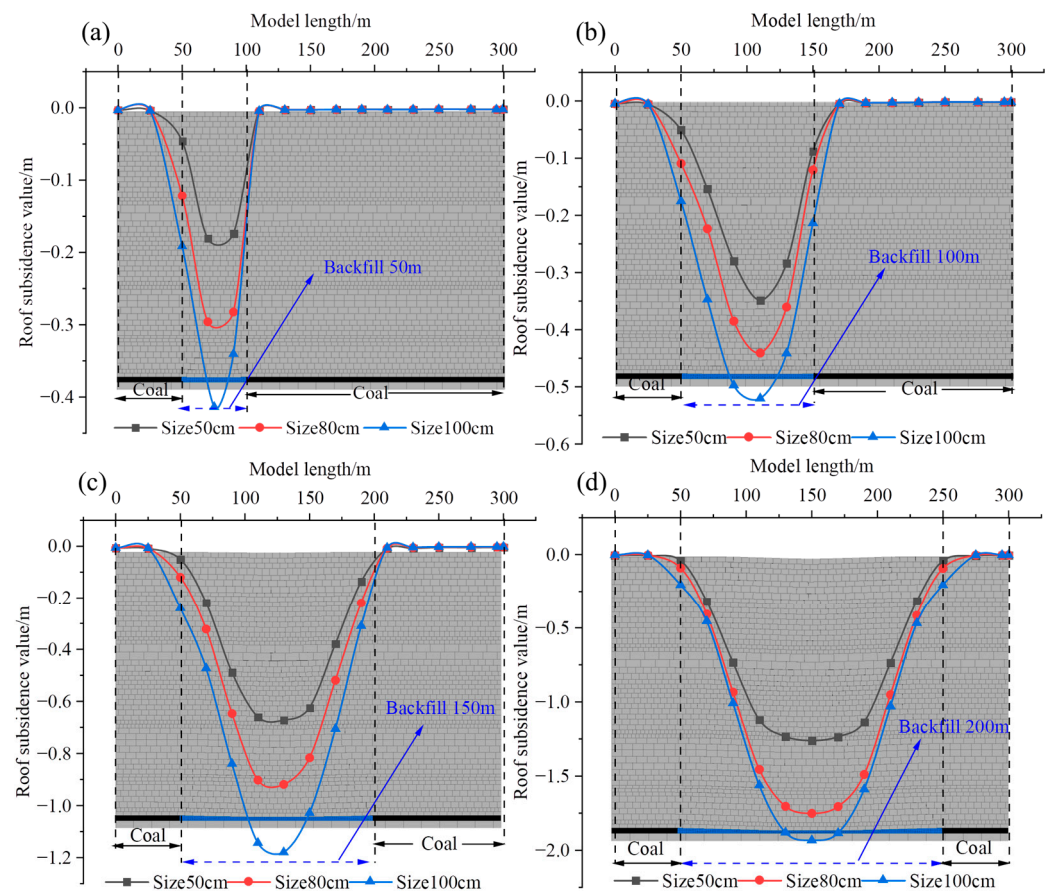 Model length/m
(a)
0 50 100 150 200 250 300
Roof subsidence value/m
0.0
−0.1
−0.2
−0.3
−0.4
Backfill 50m
Coal
Coal
Size50cm Size80cm Size100cm
Model length/m
(b)
0 50 100 150 200 250 300
Roof subsidence value/m
0.0
−0.1
−0.2
−0.3
−0.4
−0.5
−0.6
Backfill 100m
Coal
Coal
Size50cm Size80cm Size100cm
Model length/m
(c)
0 50 100 150 200 250 300
Roof subsidence value/m
0.0
−0.2
−0.4
−0.6
−0.8
−1.0
−1.2
Backfill 150m
Coal
Coal
Size50cm Size80cm Size100cm
Model length/m
(d)
0 50 100 150 200 250 300
Roof subsidence value/m
0.0
−0.5
−1.0
−1.5
−2.0
Backfill 200m
Coal
Coal
Size50cm Size80cm Size100cm